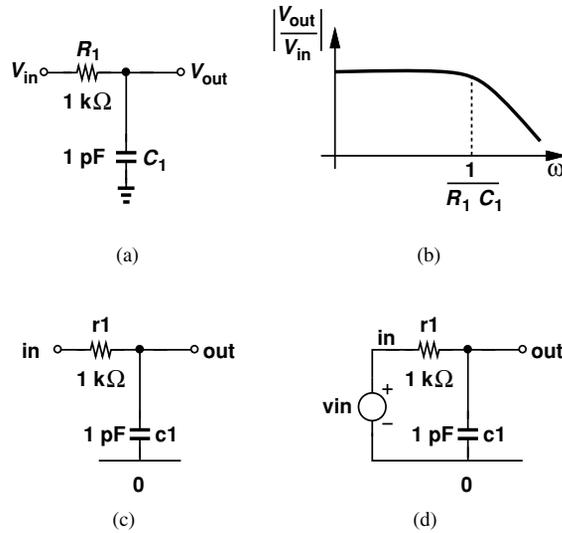 R1
Vin
Vout
1 kΩ
1 pF
C1
(a)
|Vout
Vin|
1
R1 C1
ω
(b)
r1
in
out
1 kΩ
1 pF
c1
0
(c)
in
r1
out
1 kΩ
vin
+
−
1 pF
c1
0
(d)